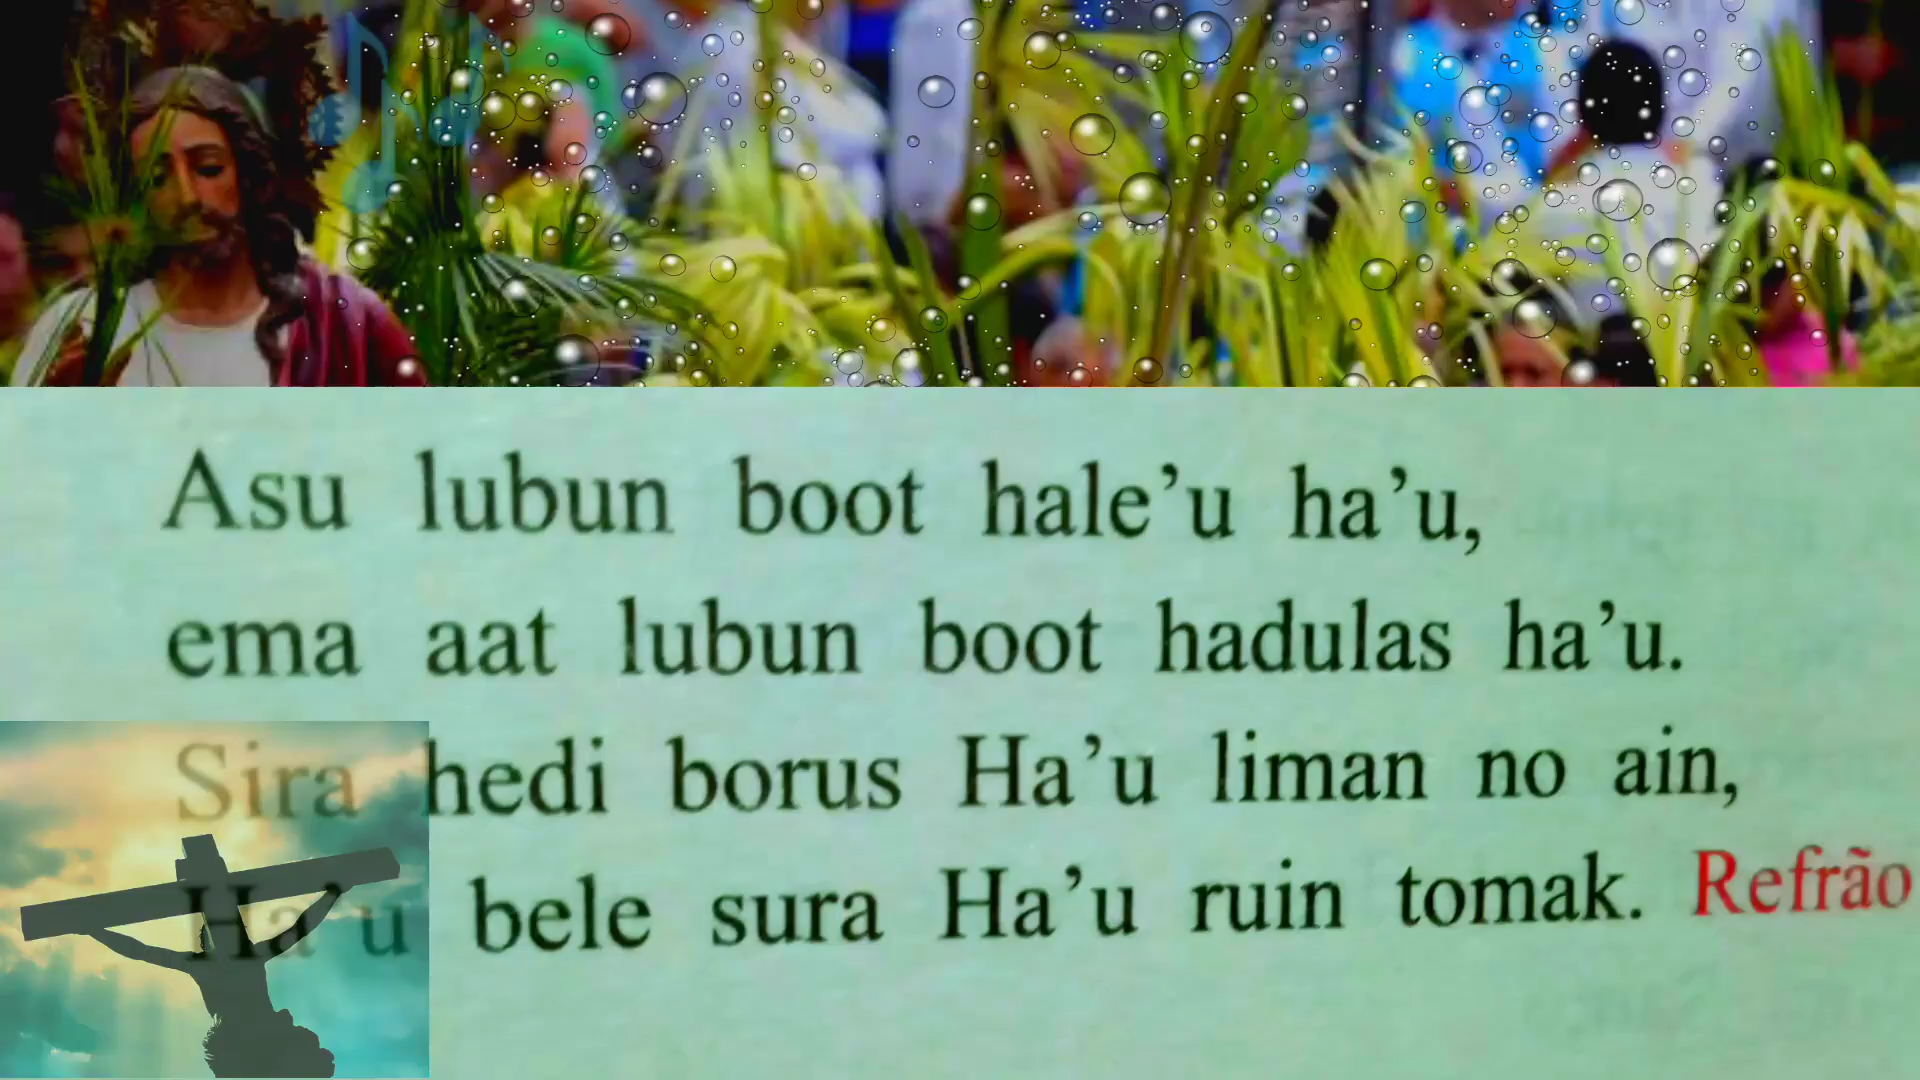 Asu lubun boot hale’u ha’u,
ema aat lubun boot hadulas ha’u.
Sira hedi borus Ha’u liman no ain,
Ha’u bele sura Ha’u ruin tomak. Refrão